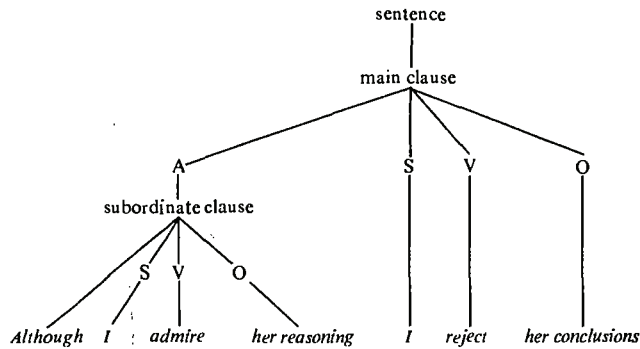 sentence
main clause
A S V O
subordinate clause
S V O
Although I admire her reasoning I reject her conclusions